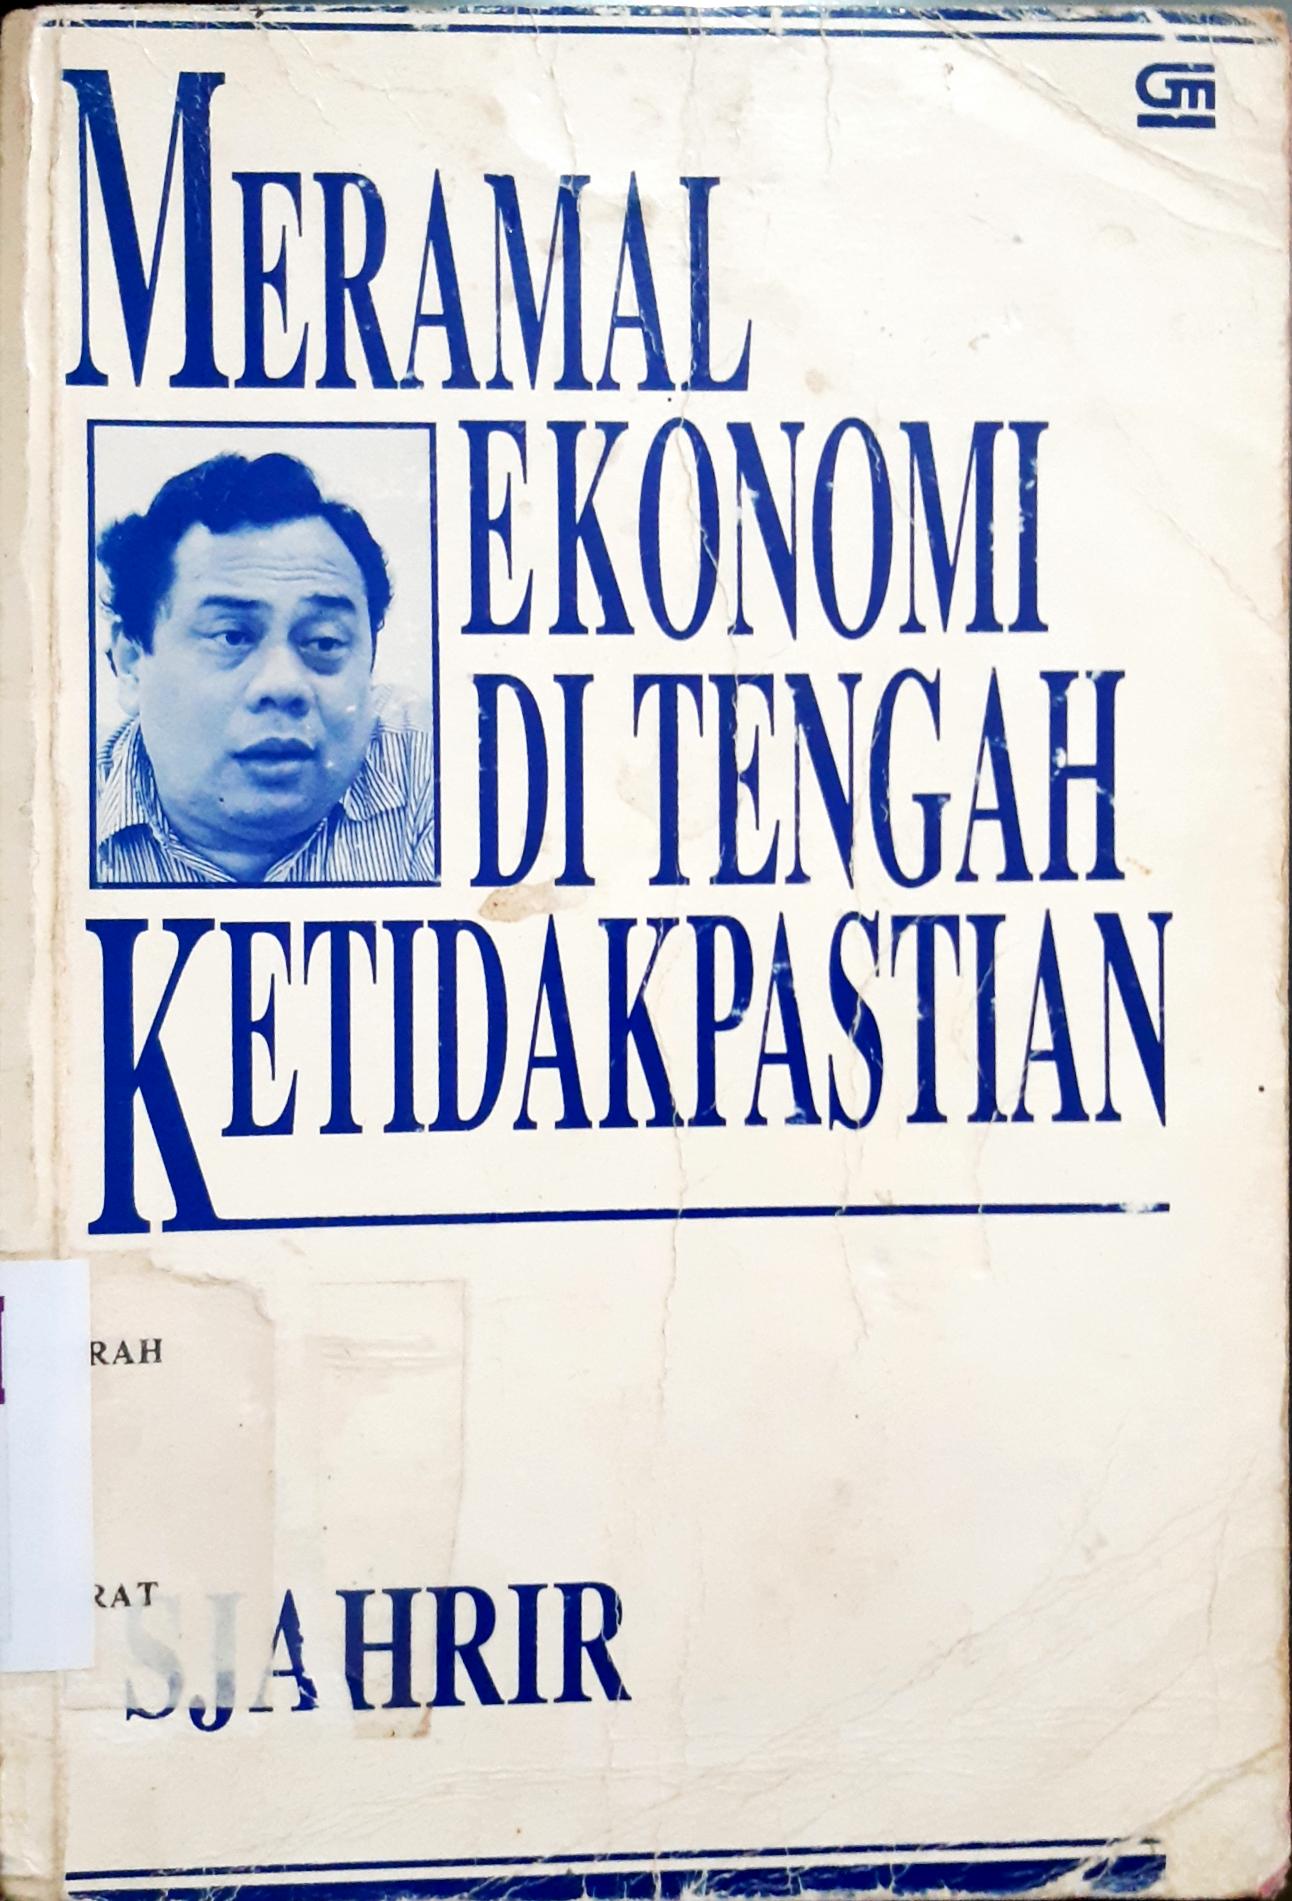 GM
MERAMAL
EKONOMI
DI TENGAH
KETIDAKPASTIAN
RAH
RAT
SJAHRIR